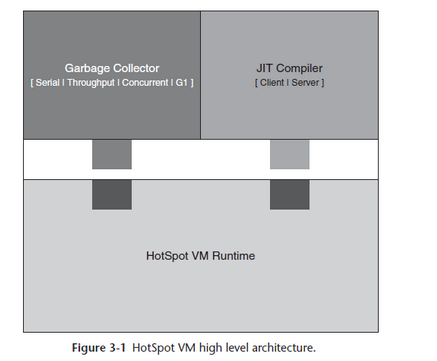 Garbage Collector
[ Serial | Throughput | Concurrent | G1 ]
JIT Compiler
[ Client | Server ]
HotSpot VM Runtime
Figure 3-1 HotSpot VM high level architecture.